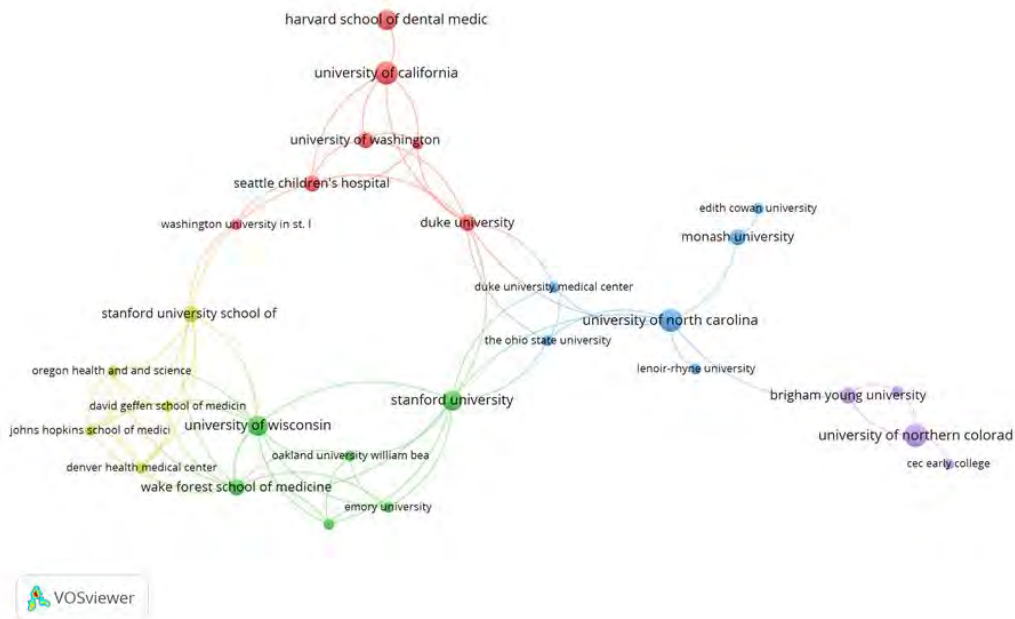 harvard school of dental medic
university of california
university of washington
seattle children's hospital
washington university in st. l
duke university
edith cowan university
monash university
duke university medical center
stanford university school of
university of north carolina
the ohio state university
oregon health and and science
lenoir-rhyne university
david geffen school of medicin
stanford university
brigham young university
johns hopkins school of medici
university of wisconsin
university of northern colorad
oakland university william bea
cec early college
denver health medical center
wake forest school of medicine
emory university
VOSviewer